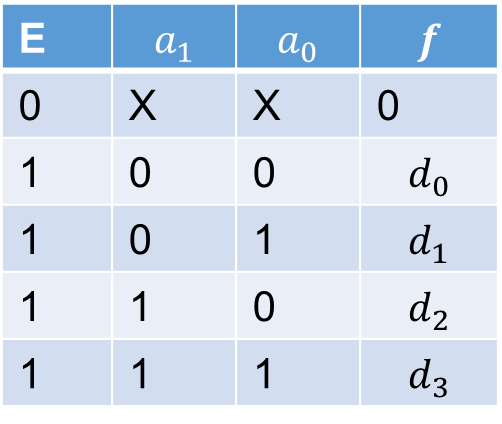 E a₁ a₀ f
0 X X 0
1 0 0 d₀
1 0 1 d₁
1 1 0 d₂
1 1 1 d₃